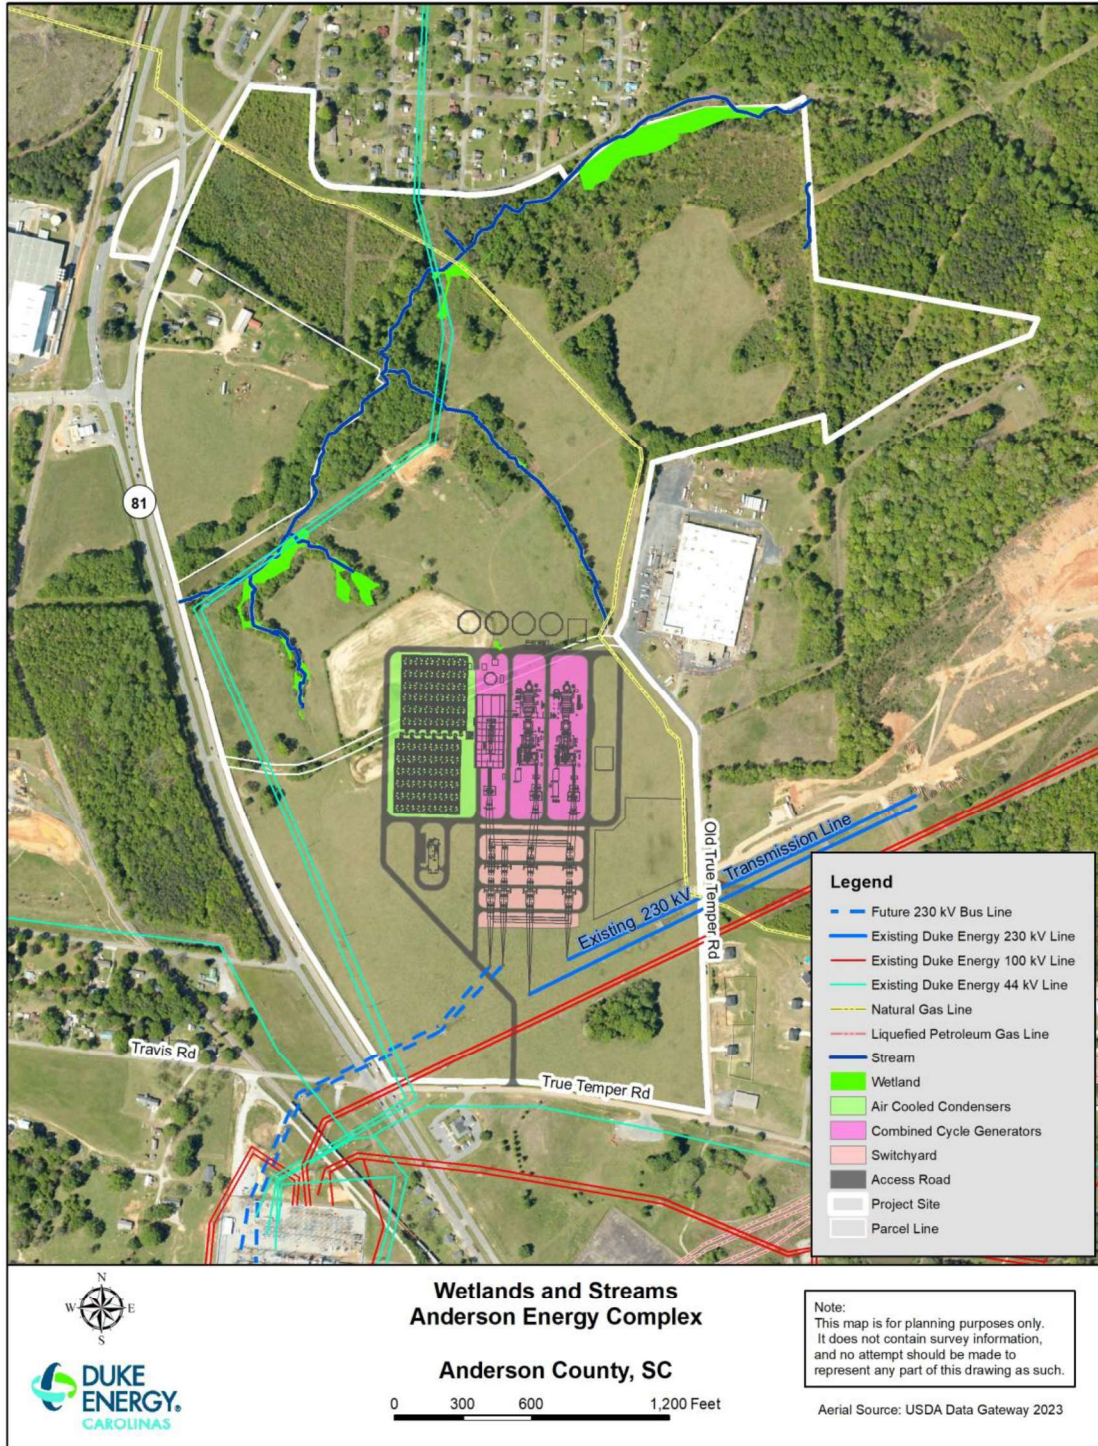 81
Existing 230 kV
Transmission Line
Old True Temper Rd
Travis Rd
True Temper Rd
Legend
Future 230 kV Bus Line
Existing Duke Energy 230 kV Line
Existing Duke Energy 100 kV Line
Existing Duke Energy 44 kV Line
Natural Gas Line
Liquefied Petroleum Gas Line
Stream
Wetland
Air Cooled Condensers
Combined Cycle Generators
Switchyard
Access Road
Project Site
Parcel Line
N
W E
S
DUKE
ENERGY®
CAROLINAS
Wetlands and Streams
Anderson Energy Complex
Anderson County, SC
0 300 600 1,200 Feet
Note:
This map is for planning purposes only.
It does not contain survey information,
and no attempt should be made to
represent any part of this drawing as such.
Aerial Source: USDA Data Gateway 2023